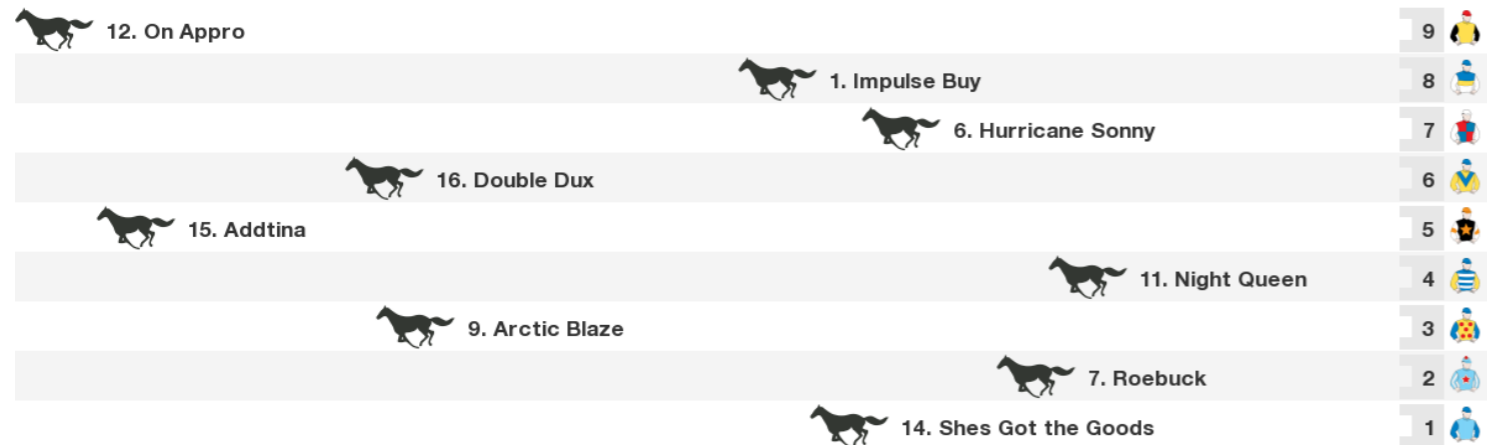 12. On Appro 9
1. Impulse Buy 8
6. Hurricane Sonny 7
16. Double Dux 6
15. Addtina 5
11. Night Queen 4
9. Arctic Blaze 3
7. Roebuck 2
14. Shes Got the Goods 1